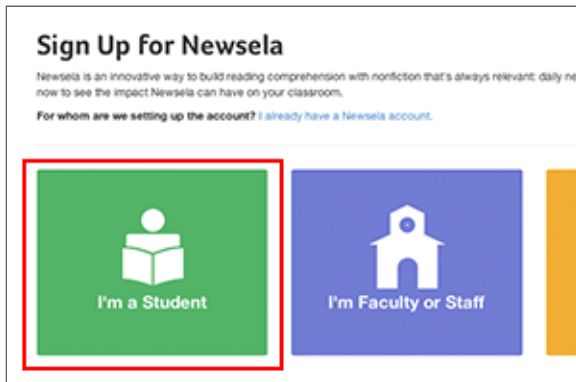 Sign Up for Newsela
Newsela is an innovative way to build reading comprehension with nonfiction that's always relevant: daily ne
now to see the impact Newsela can have on your classroom.
For whom are we setting up the account? I already have a Newsela account.
I'm a Student
I'm Faculty or Staff